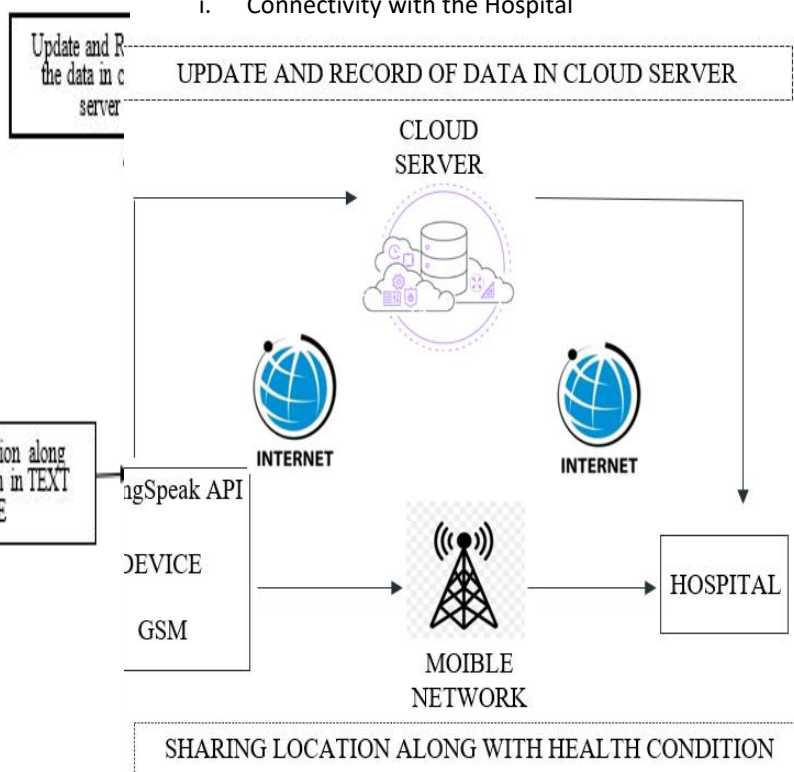 i. Connectivity with the Hospital
Update and R
the data in c
server
UPDATE AND RECORD OF DATA IN CLOUD SERVER
CLOUD
SERVER
INTERNET
INTERNET
ion along
in TEXT
E
ngSpeak API
DEVICE
GSM
HOSPITAL
MOIBLE
NETWORK
SHARING LOCATION ALONG WITH HEALTH CONDITION